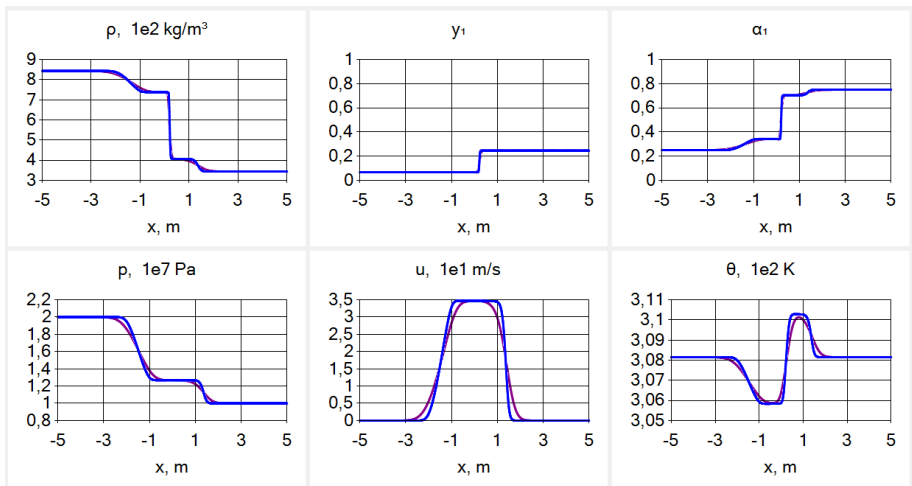 ρ, 1e2 kg/m³
9
8
7
6
5
4
3
-5 -3 -1 1 3 5
x, m
y₁
1
0,8
0,6
0,4
0,2
0
-5 -3 -1 1 3 5
x, m
α₁
1
0,8
0,6
0,4
0,2
0
-5 -3 -1 1 3 5
x, m
p, 1e7 Pa
2,2
2
1,8
1,6
1,4
1,2
1
0,8
-5 -3 -1 1 3 5
x, m
u, 1e1 m/s
3,5
3
2,5
2
1,5
1
0,5
0
-5 -3 -1 1 3 5
x, m
θ, 1e2 K
3,11
3,1
3,09
3,08
3,07
3,06
3,05
-5 -3 -1 1 3 5
x, m